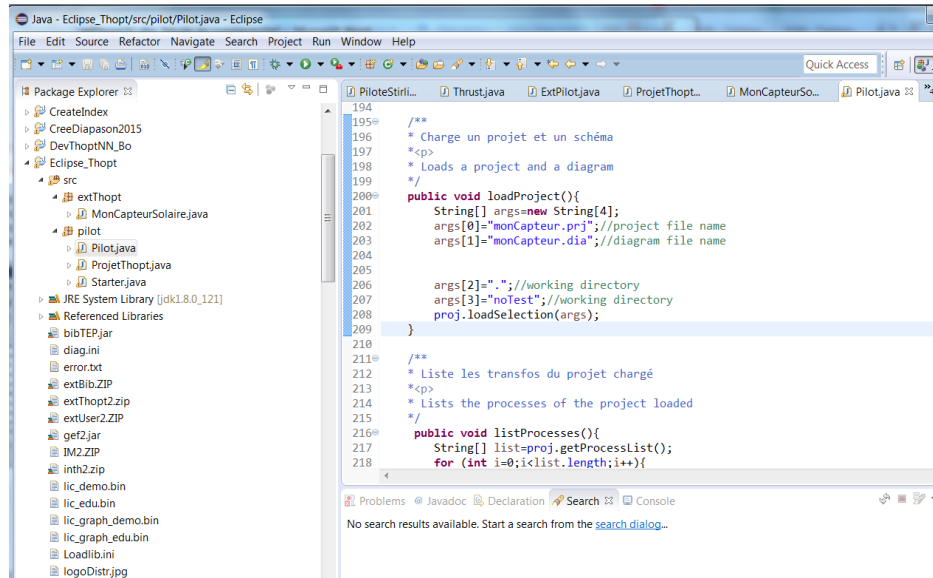 Java - Eclipse_Thopt/src/pilot/Pilot.java - Eclipse
File Edit Source Refactor Navigate Search Project Run Window Help
Quick Access
Package Explorer
CreateIndex
CreeDiapason2015
DevThoptNN_Bo
Eclipse_Thopt
src
extThopt
MonCapteurSolaire.java
pilot
Pilot.java
ProjetThopt.java
Starter.java
JRE System Library [jdk1.8.0_121]
Referenced Libraries
bibTEP.jar
diag.ini
error.txt
extBib.ZIP
extThopt2.zip
extUser2.ZIP
gef2.jar
IM2.ZIP
inth2.zip
lic_demo.bin
lic_edu.bin
lic_graph_demo.bin
lic_graph_edu.bin
Loadlib.ini
logoDistr.jpg
PiloteStirli... Thrust.java ExtPilot.java ProjetThopt... MonCapteurSo... Pilot.java
194
195 /**
196 * Charge un projet et un schéma
197 *<p>
198 * Loads a project and a diagram
199 */
200 public void loadProject(){
201 String[] args=new String[4];
202 args[0]="monCapteur.prj";//project file name
203 args[1]="monCapteur.dia";//diagram file name
204
205
206 args[2]=".";//working directory
207 args[3]="noTest";//working directory
208 proj.loadSelection(args);
209 }
210
211 /**
212 * Liste les transfos du projet chargé
213 *<p>
214 * Lists the processes of the project loaded
215 */
216 public void listProcesses(){
217 String[] list=proj.getProcessList();
218 for (int i=0;i<list.length;i++){
Problems @ Javadoc Declaration Search Console
No search results available. Start a search from the search dialog...